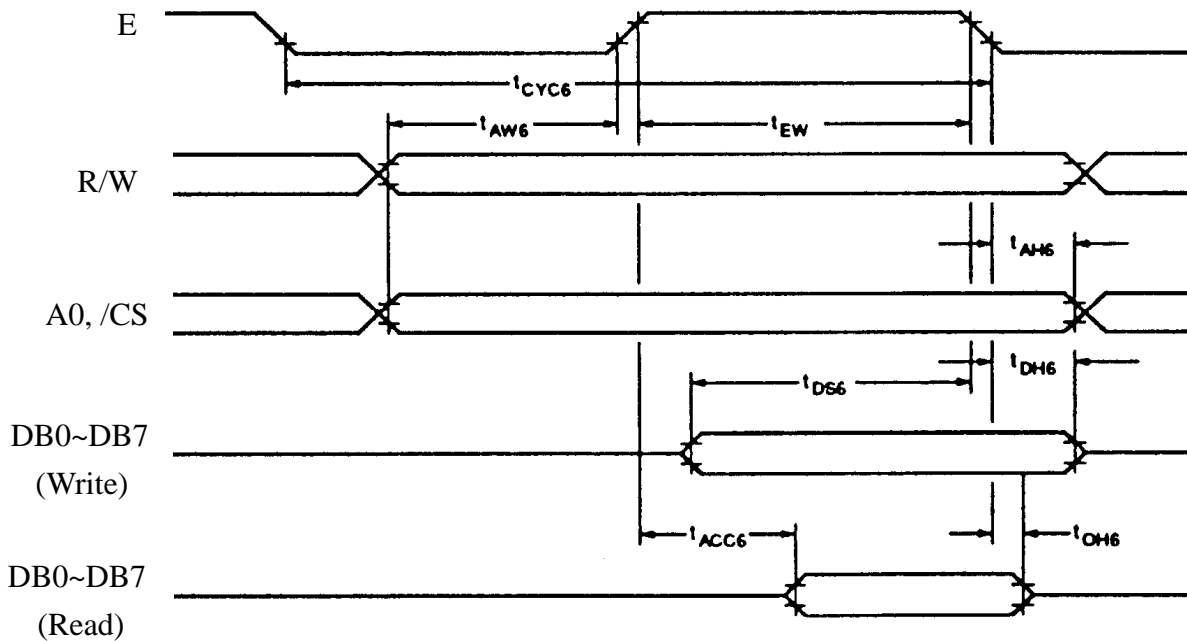 E
tCYC6
tAW6
tEW
R/W
tAH6
A0, /CS
tDH6
tDS6
DB0~DB7
(Write)
tACC6
tOH6
DB0~DB7
(Read)